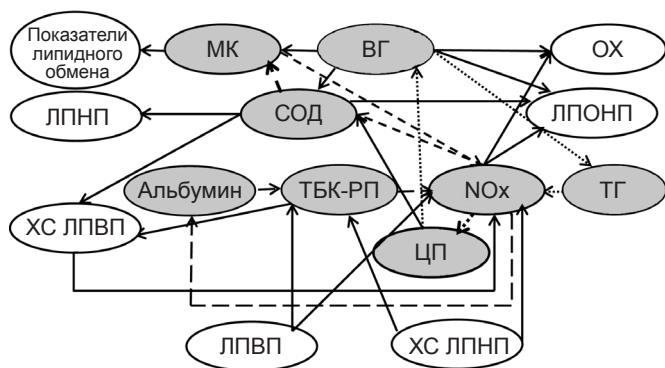 Показатели
липидного
обмена
МК
ВГ
ОХ
ЛПНП
СОД
ЛПОНП
Альбумин
ТБК-РП
NOx
ТГ
ХС ЛПВП
ЦП
ЛПВП
ХС ЛПНП